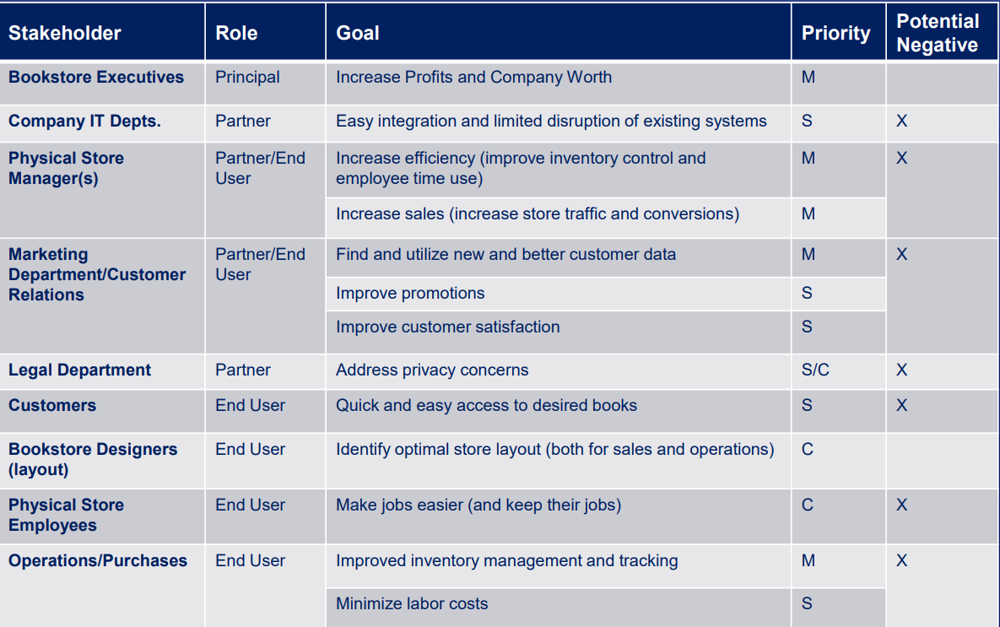 Stakeholder Role Goal Priority Potential Negative
Bookstore Executives Principal Increase Profits and Company Worth M
Company IT Depts. Partner Easy integration and limited disruption of existing systems S X
Physical Store Manager(s) Partner/End User Increase efficiency (improve inventory control and employee time use) M X
Increase sales (increase store traffic and conversions) M
Marketing Department/Customer Relations Partner/End User Find and utilize new and better customer data M X
Improve promotions S
Improve customer satisfaction S
Legal Department Partner Address privacy concerns S/C X
Customers End User Quick and easy access to desired books S X
Bookstore Designers (layout) End User Identify optimal store layout (both for sales and operations) C
Physical Store Employees End User Make jobs easier (and keep their jobs) C X
Operations/Purchases End User Improved inventory management and tracking M X
Minimize labor costs S